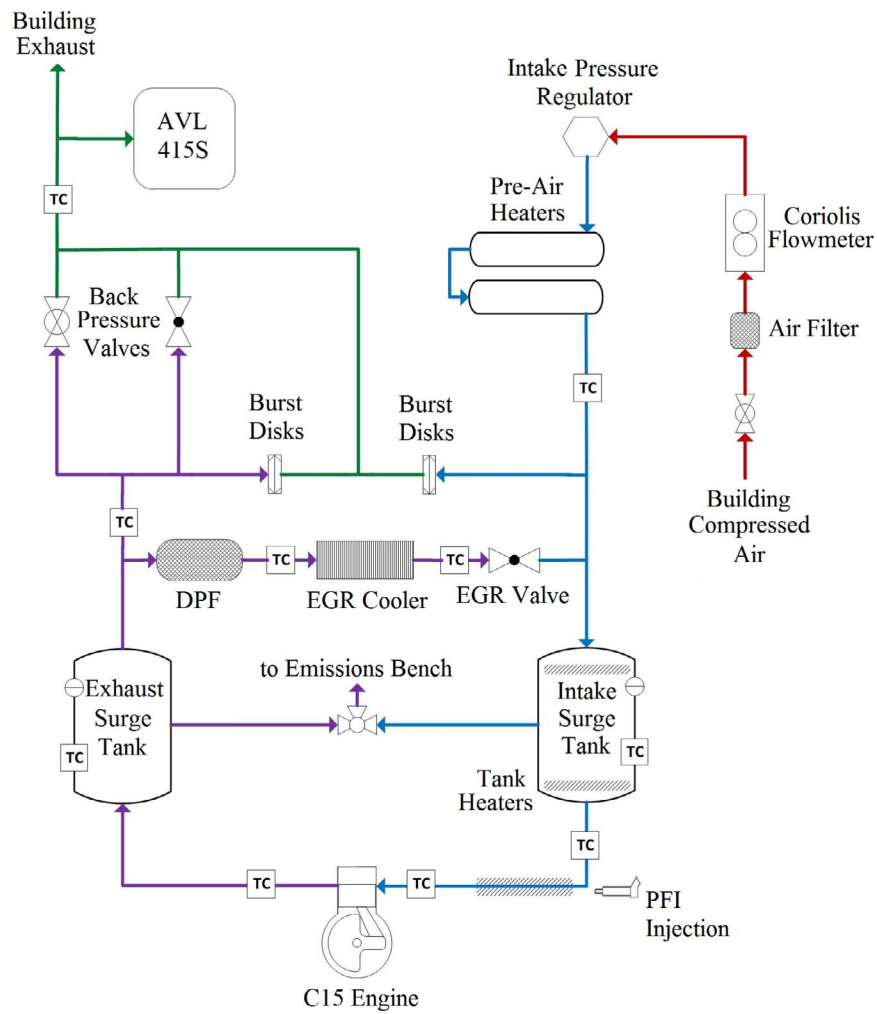 Building
Exhaust
AVL
415S
Intake Pressure
Regulator
TC
Pre-Air
Heaters
Coriolis
Flowmeter
Back
Pressure
Valves
Air Filter
TC
Burst
Disks
Burst
Disks
Building
Compressed
Air
TC
TC
TC
DPF
EGR Cooler
EGR Valve
to Emissions Bench
Exhaust
Surge
Tank
TC
Intake
Surge
Tank
TC
Tank
Heaters
TC
TC
TC
PFI
Injection
C15 Engine